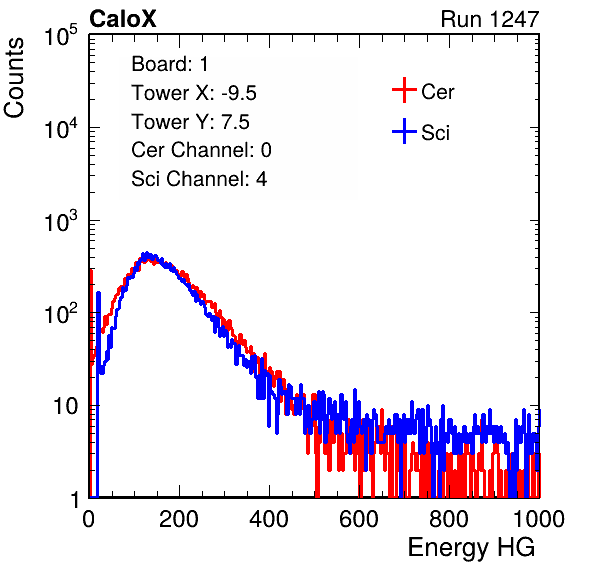 CaloX Run 1247
Counts
Board: 1
Tower X: -9.5
Tower Y: 7.5
Cer Channel: 0
Sci Channel: 4
Cer
Sci
10^5
10^4
10^3
10^2
10
1
0 200 400 600 800 1000
Energy HG